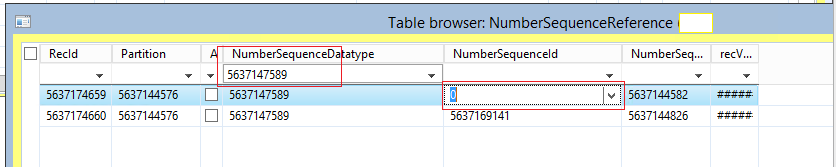 Table browser: NumberSequenceReference (
RecId Partition A NumberSequenceDatatype NumberSequenceId NumberSeq... recV...
5637147589
5637174659 5637144576 5637147589 0 5637144582 #####
5637174660 5637144576 5637147589 5637169141 5637144826 #####